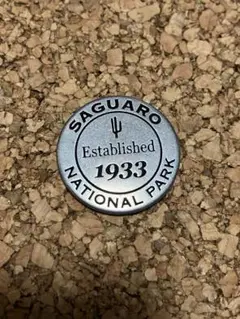 SAGUARO
Established
1933
NATIONAL PARK